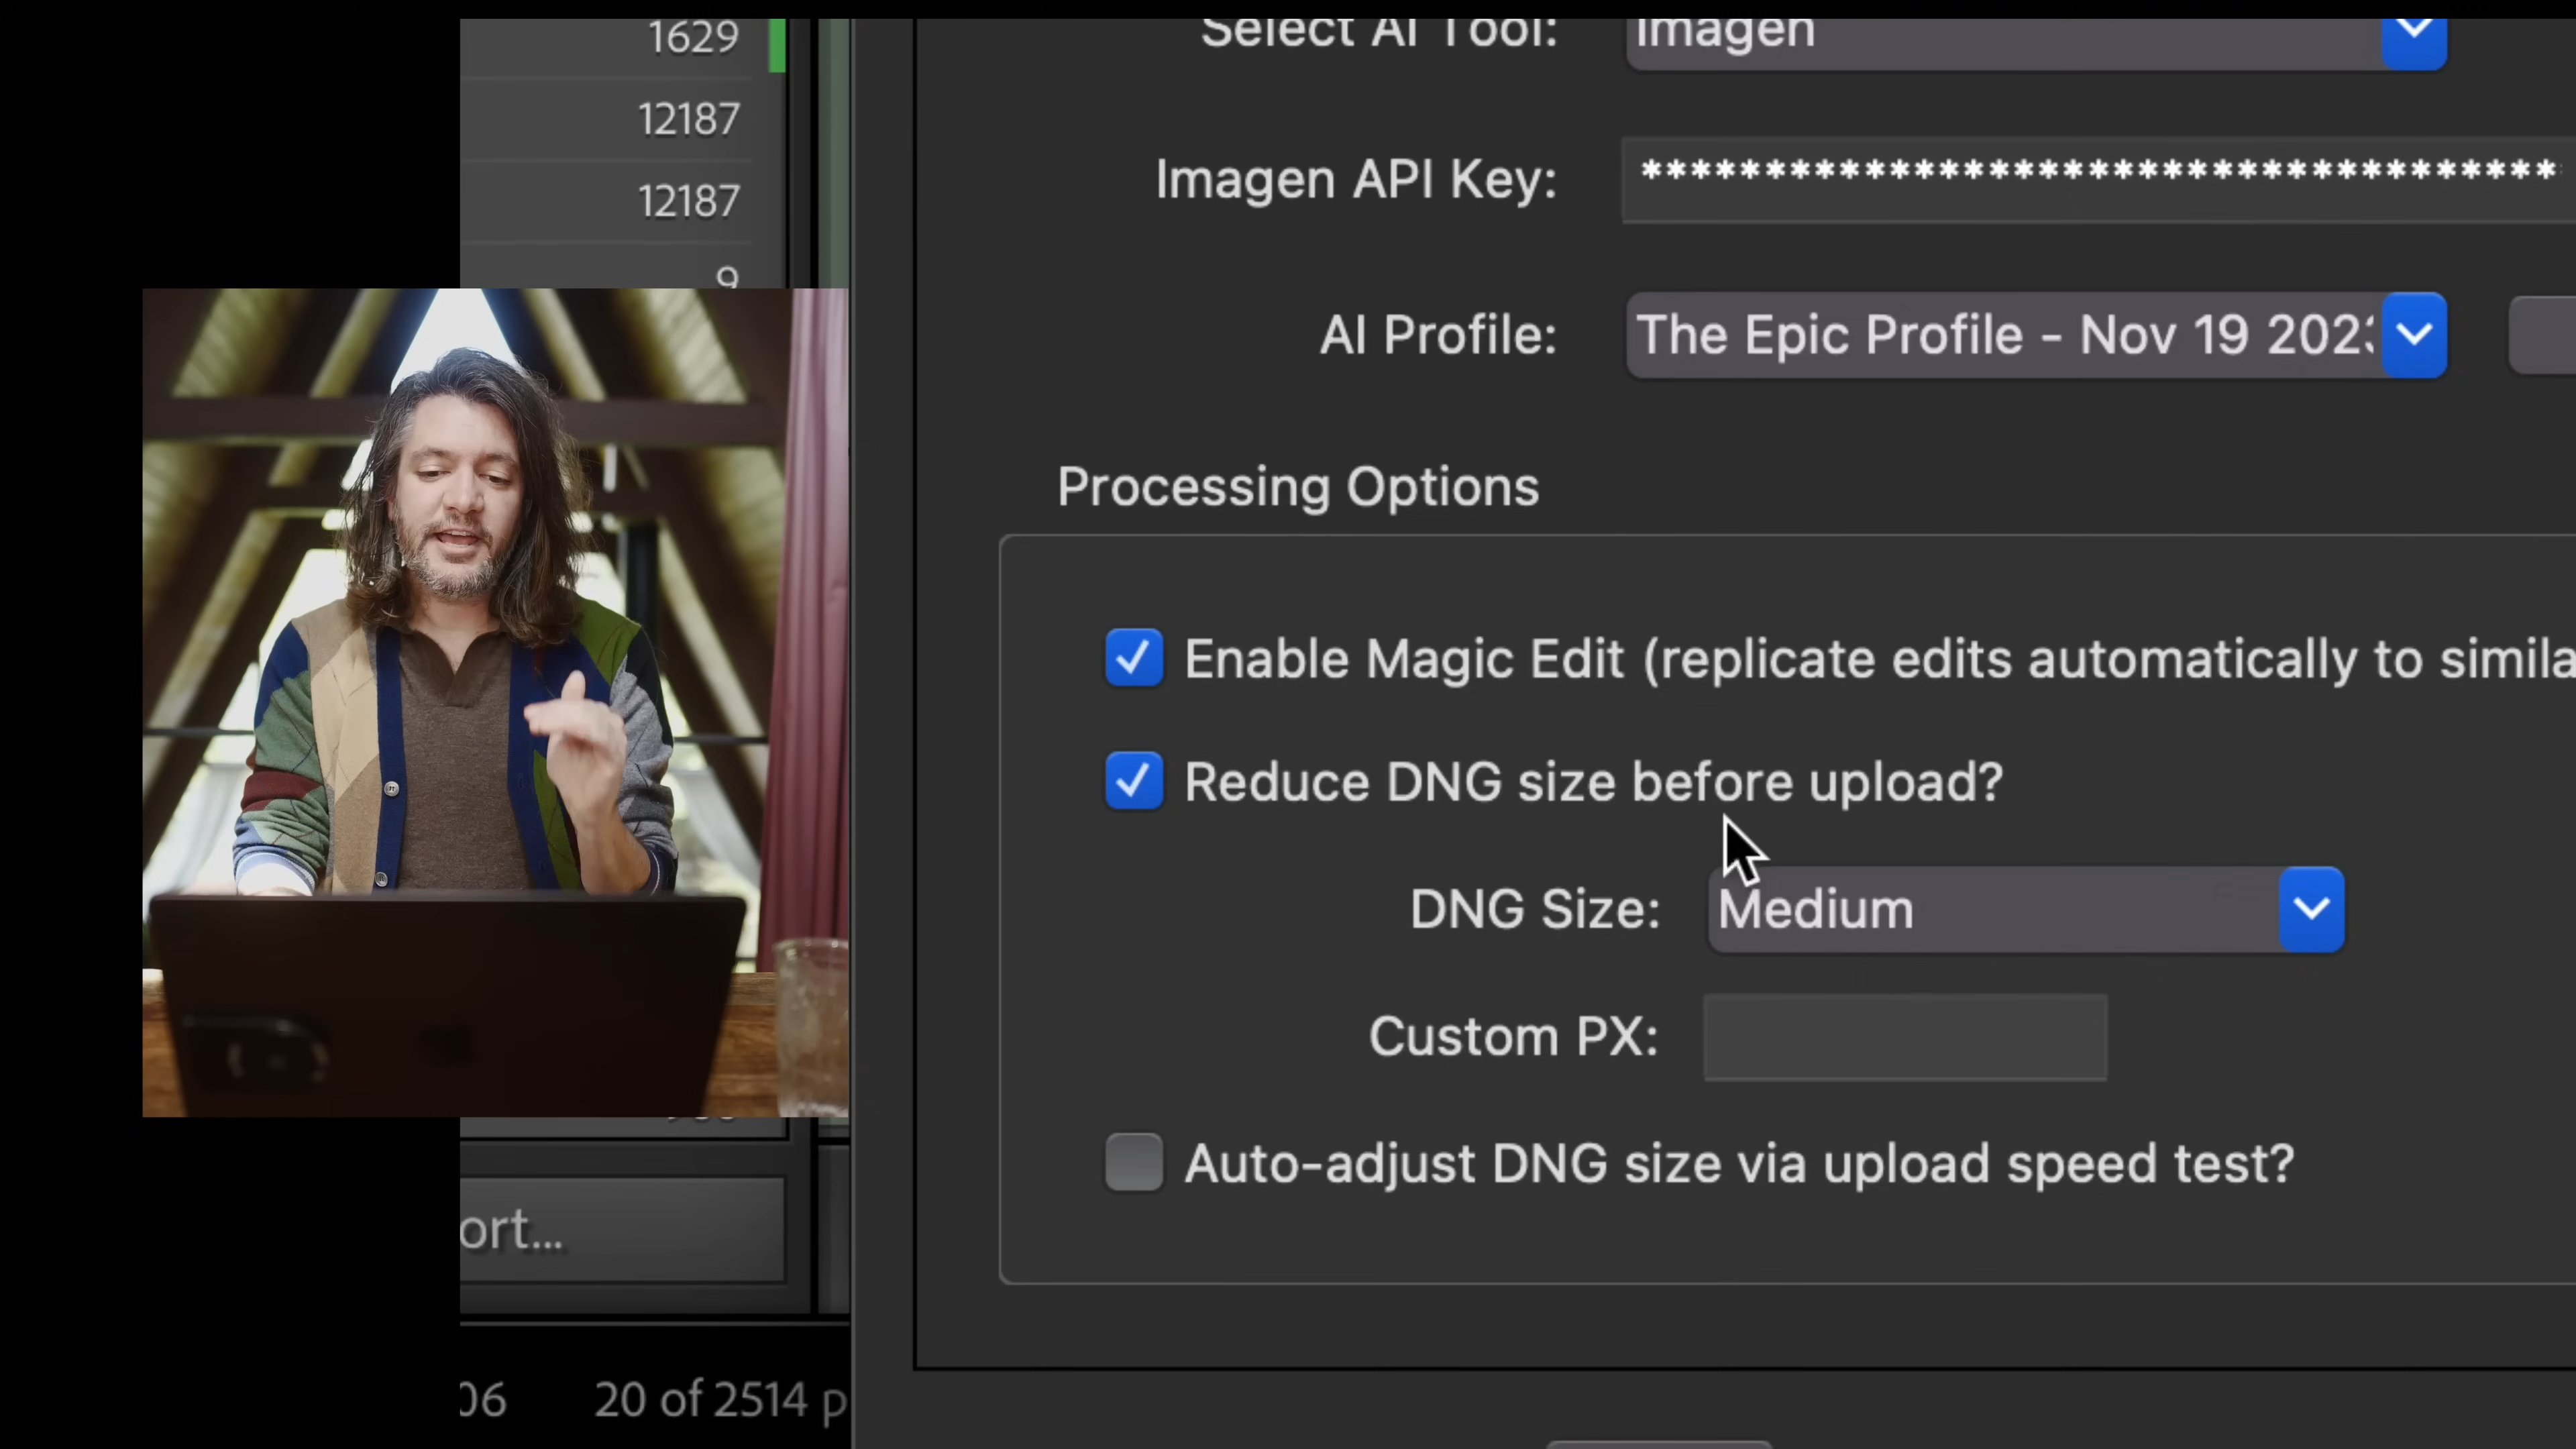 1629
12187
12187
9
ort...
06 20 of 2514 p
Select AI Tool: Imagen
Imagen API Key: *************************************
AI Profile: The Epic Profile - Nov 19 202
Processing Options
Enable Magic Edit (replicate edits automatically to simila
Reduce DNG size before upload?
DNG Size: Medium
Custom PX:
Auto-adjust DNG size via upload speed test?